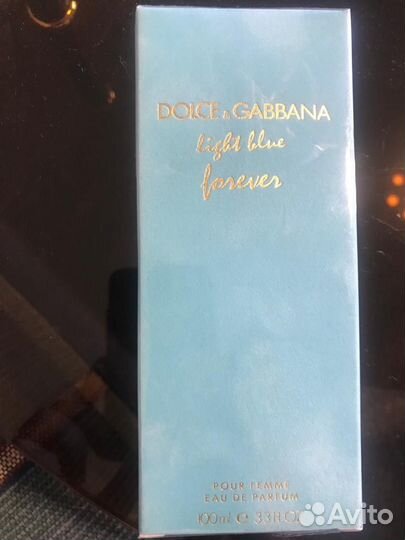 DOLCE & GABBANA
light blue
forever
POUR FEMME
EAU DE PARFUM
100ml e 3.3 FL.OZ
Avito